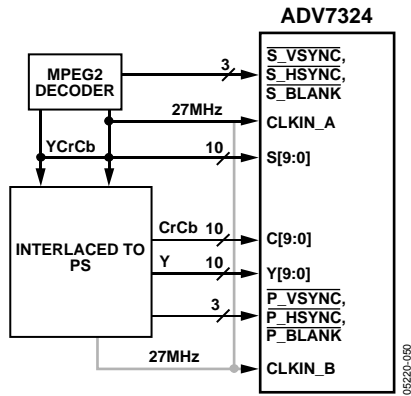 ADV7324
MPEG2
DECODER
3
S_VSYNC,
S_HSYNC,
S_BLANK
27MHz
CLKIN_A
YCrCb
10
S[9:0]
INTERLACED TO
PS
CrCb 10
C[9:0]
Y 10
Y[9:0]
3
P_VSYNC,
P_HSYNC,
P_BLANK
27MHz
CLKIN_B
05220-050